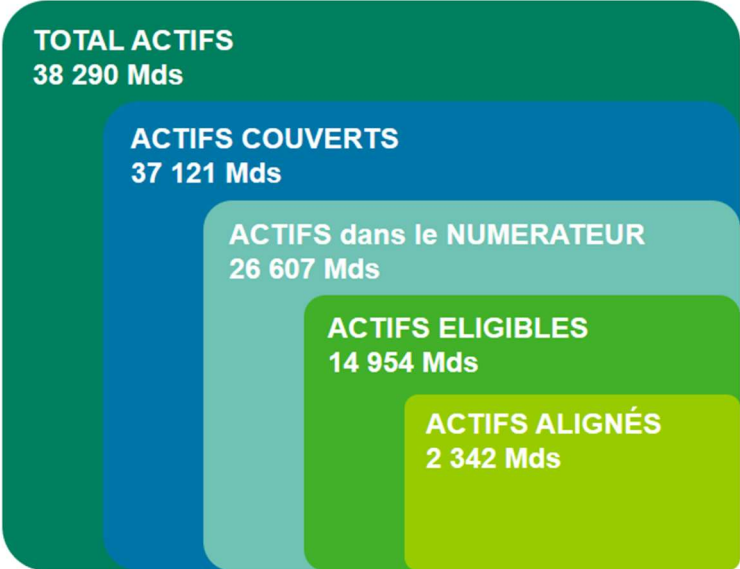 TOTAL ACTIFS
38 290 Mds
ACTIFS COUVERTS
37 121 Mds
ACTIFS dans le NUMERATEUR
26 607 Mds
ACTIFS ELIGIBLES
14 954 Mds
ACTIFS ALIGNÉS
2 342 Mds